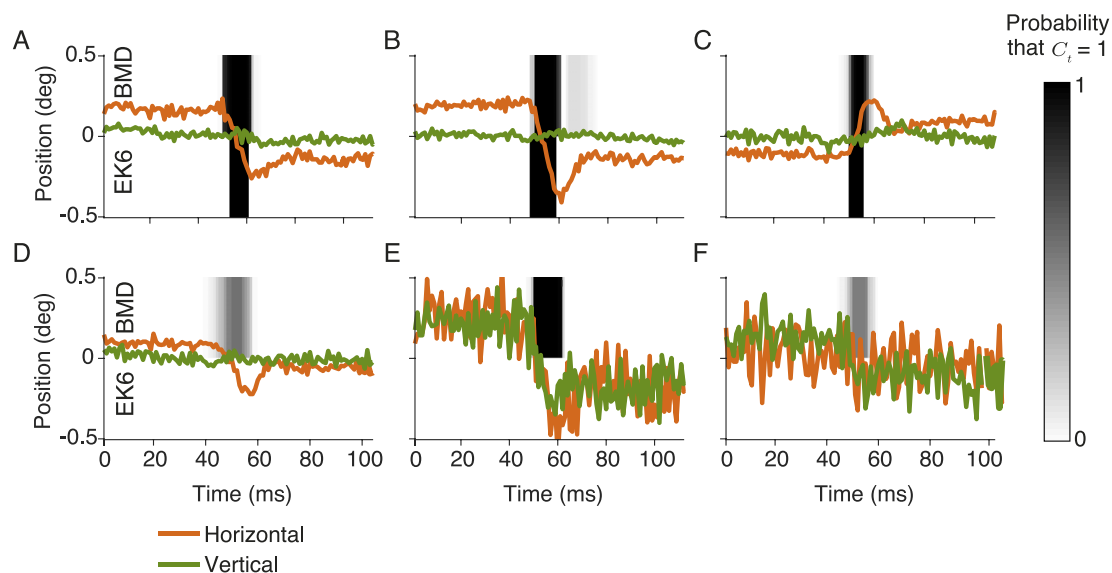 Probability
that C_t = 1
A
B
C
0.5
0
-0.5
Position (deg)
BMD
EK6
1
0
D
E
F
0.5
0
-0.5
Position (deg)
BMD
EK6
0 20 40 60 80 100
0 20 40 60 80 100
0 20 40 60 80 100
Time (ms)
Time (ms)
Time (ms)
Horizontal
Vertical